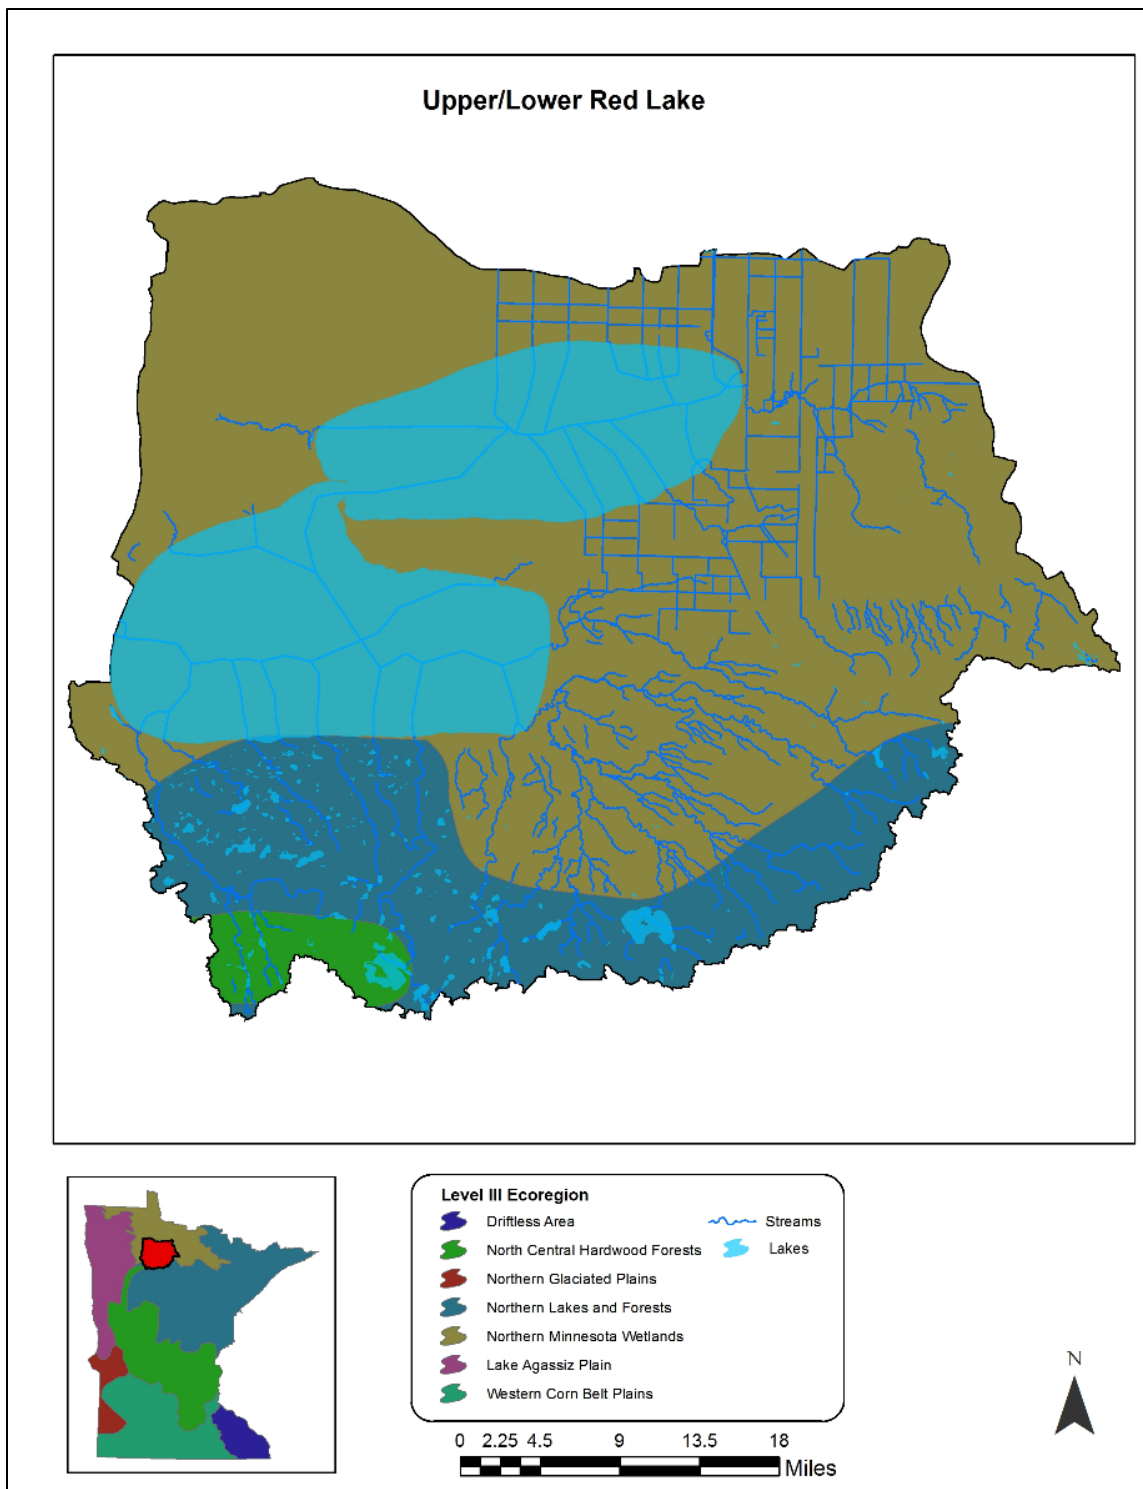 Upper/Lower Red Lake
Level III Ecoregion
Driftless Area
North Central Hardwood Forests
Northern Glaciated Plains
Northern Lakes and Forests
Northern Minnesota Wetlands
Lake Agassiz Plain
Western Corn Belt Plains
Streams
Lakes
N
0 2.25 4.5 9 13.5 18
Miles